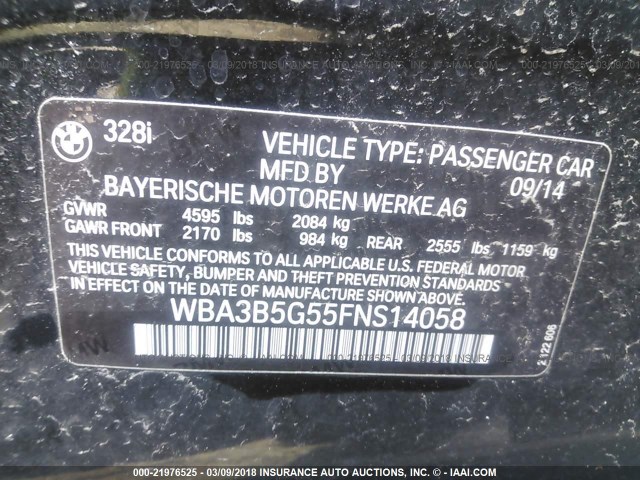 328i
VEHICLE TYPE: PASSENGER CAR
MFD BY
09/14
BAYERISCHE MOTOREN WERKE AG
GVWR 4595 lbs 2084 kg
GAWR FRONT 2170 lbs 984 kg REAR 2555 lbs 1159 kg
THIS VEHICLE CONFORMS TO ALL APPLICABLE U.S. FEDERAL MOTOR
VEHICLE SAFETY, BUMPER AND THEFT PREVENTION STANDARDS
IN EFFECT ON THE DATE OF MANUFACTURE SHOWN ABOVE.
WBA3B5G55FNS14058
2 122 606
000-21976525 - 03/09/2018 INSURANCE AUTO AUCTIONS, INC. - © IAAI.COM